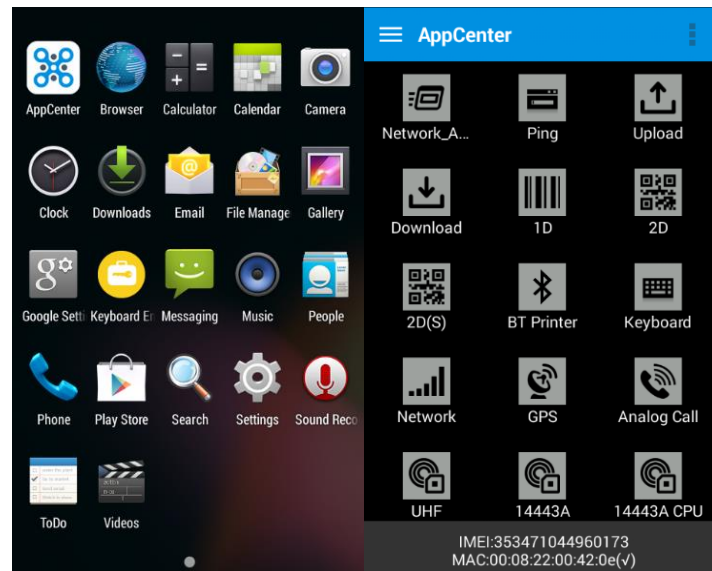 AppCenter Browser Calculator Calendar Camera
Clock Downloads Email File Manage Gallery
Google Setti Keyboard Em Messaging Music People
Phone Play Store Search Settings Sound Reco
ToDo Videos
AppCenter
Network_A... Ping Upload
Download 1D 2D
2D(S) BT Printer Keyboard
Network GPS Analog Call
UHF 14443A 14443A CPU
IMEI:353471044960173
MAC:00:08:22:00:42:0e(√)